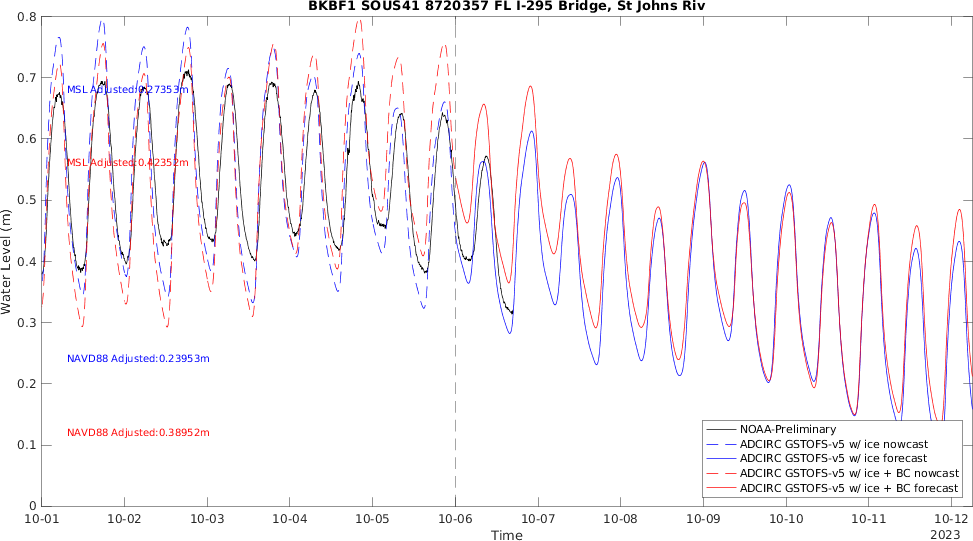 BKBF1 SOUS41 8720357 FL I-295 Bridge, St Johns Riv
0.8
0.7
MSL Adjusted:0.27353m
0.6
MSL Adjusted:0.42352m
0.5
0.4
Water Level (m)
0.3
NAVD88 Adjusted:0.23953m
0.2
NAVD88 Adjusted:0.38952m
0.1
0
NOAA-Preliminary
ADCIRC GSTOFS-v5 w/ ice nowcast
ADCIRC GSTOFS-v5 w/ ice forecast
ADCIRC GSTOFS-v5 w/ ice + BC nowcast
ADCIRC GSTOFS-v5 w/ ice + BC forecast
10-01 10-02 10-03 10-04 10-05 10-06 10-07 10-08 10-09 10-10 10-11 10-12
Time
2023